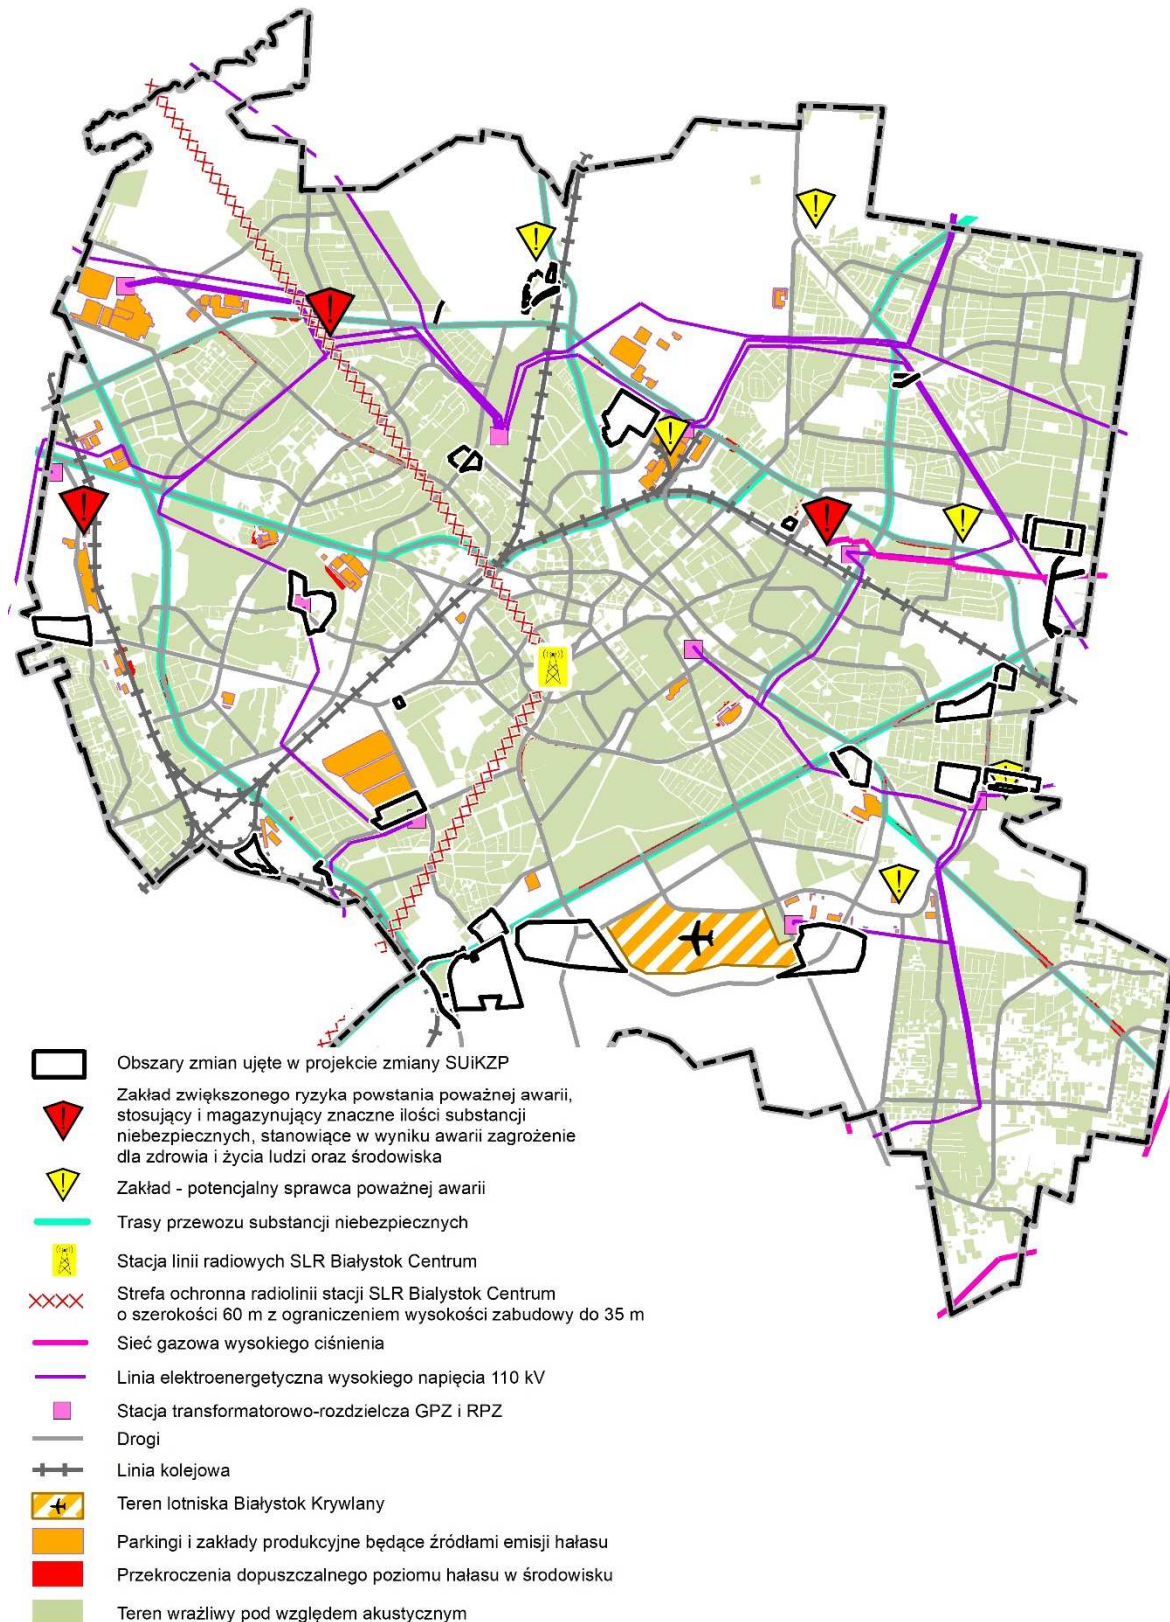 Obszary zmian ujęte w projekcie zmiany SUiKZP
Zakład zwiększonego ryzyka powstania poważnej awarii,
stosujący i magazynujący znaczne ilości substancji
niebezpiecznych, stanowiące w wyniku awarii zagrożenie
dla zdrowia i życia ludzi oraz środowiska
Zakład - potencjalny sprawca poważnej awarii
Trasy przewozu substancji niebezpiecznych
Stacja linii radiowych SLR Białystok Centrum
Strefa ochronna radiolinii stacji SLR Bialystok Centrum
o szerokości 60 m z ograniczeniem wysokości zabudowy do 35 m
Sieć gazowa wysokiego ciśnienia
Linia elektroenergetyczna wysokiego napięcia 110 kV
Stacja transformatorowo-rozdzielcza GPZ i RPZ
Drogi
Linia kolejowa
Teren lotniska Białystok Krywlany
Parkingi i zakłady produkcyjne będące źródłami emisji hałasu
Przekroczenia dopuszczalnego poziomu hałasu w środowisku
Teren wrażliwy pod względem akustycznym